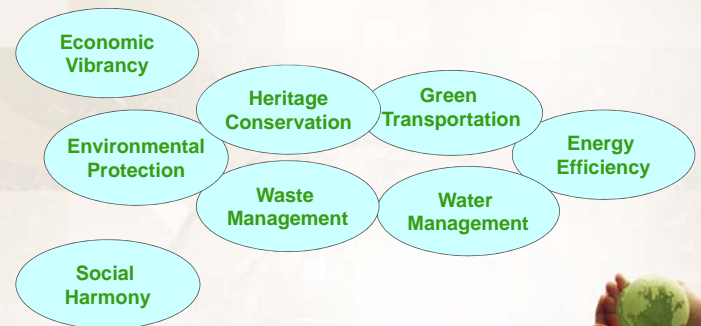 Economic
Vibrancy
Heritage
Conservation
Green
Transportation
Environmental
Protection
Energy
Efficiency
Waste
Management
Water
Management
Social
Harmony